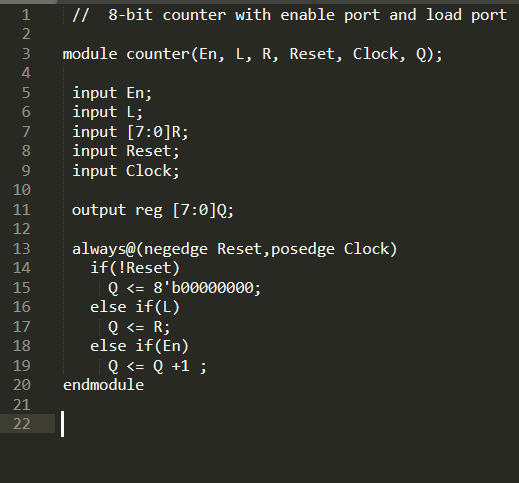 1 //  8-bit counter with enable port and load port
2
3 module counter(En, L, R, Reset, Clock, Q);
4
5  input En;
6  input L;
7  input [7:0]R;
8  input Reset;
9  input Clock;
10
11  output reg [7:0]Q;
12
13  always@(negedge Reset,posedge Clock)
14    if(!Reset)
15      Q <= 8'b00000000;
16    else if(L)
17      Q <= R;
18    else if(En)
19      Q <= Q +1 ;
20 endmodule
21
22